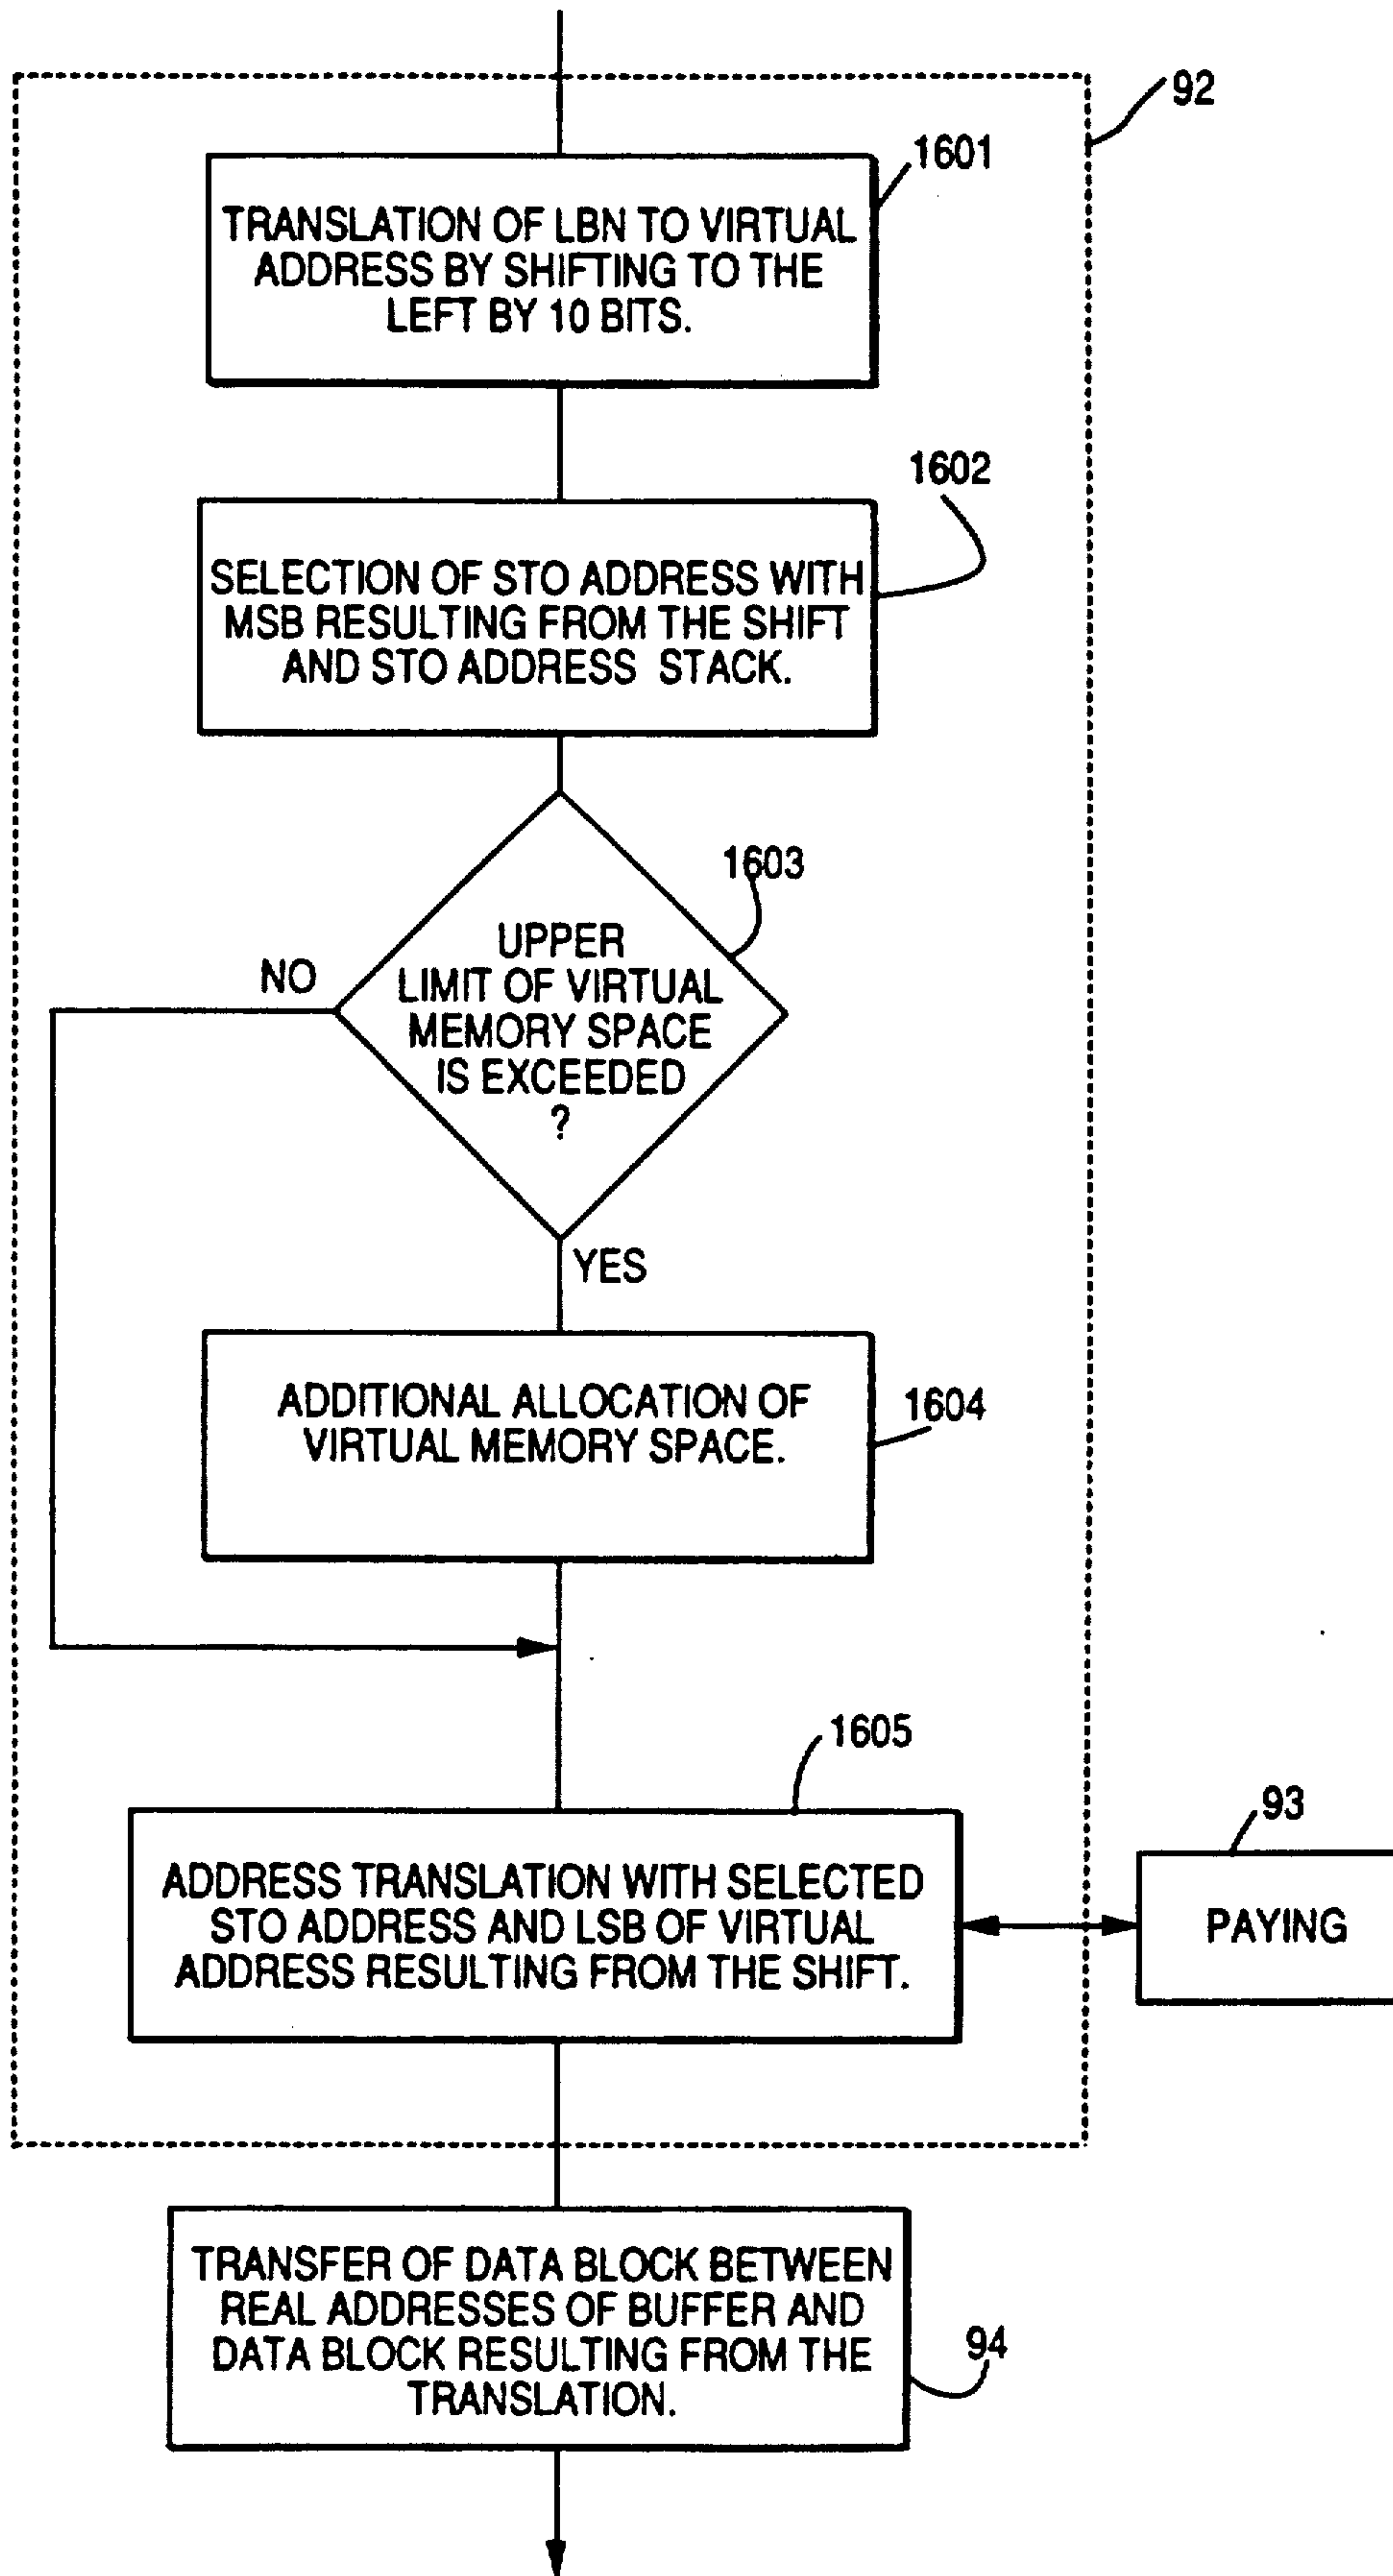 92
1601
TRANSLATION OF LBN TO VIRTUAL
ADDRESS BY SHIFTING TO THE
LEFT BY 10 BITS.
1602
SELECTION OF STO ADDRESS WITH
MSB RESULTING FROM THE SHIFT
AND STO ADDRESS STACK.
1603
UPPER
LIMIT OF VIRTUAL
MEMORY SPACE
IS EXCEEDED
?
NO
YES
1604
ADDITIONAL ALLOCATION OF
VIRTUAL MEMORY SPACE.
1605
ADDRESS TRANSLATION WITH SELECTED
STO ADDRESS AND LSB OF VIRTUAL
ADDRESS RESULTING FROM THE SHIFT.
93
PAYING
TRANSFER OF DATA BLOCK BETWEEN
REAL ADDRESSES OF BUFFER AND
DATA BLOCK RESULTING FROM THE
TRANSLATION.
94